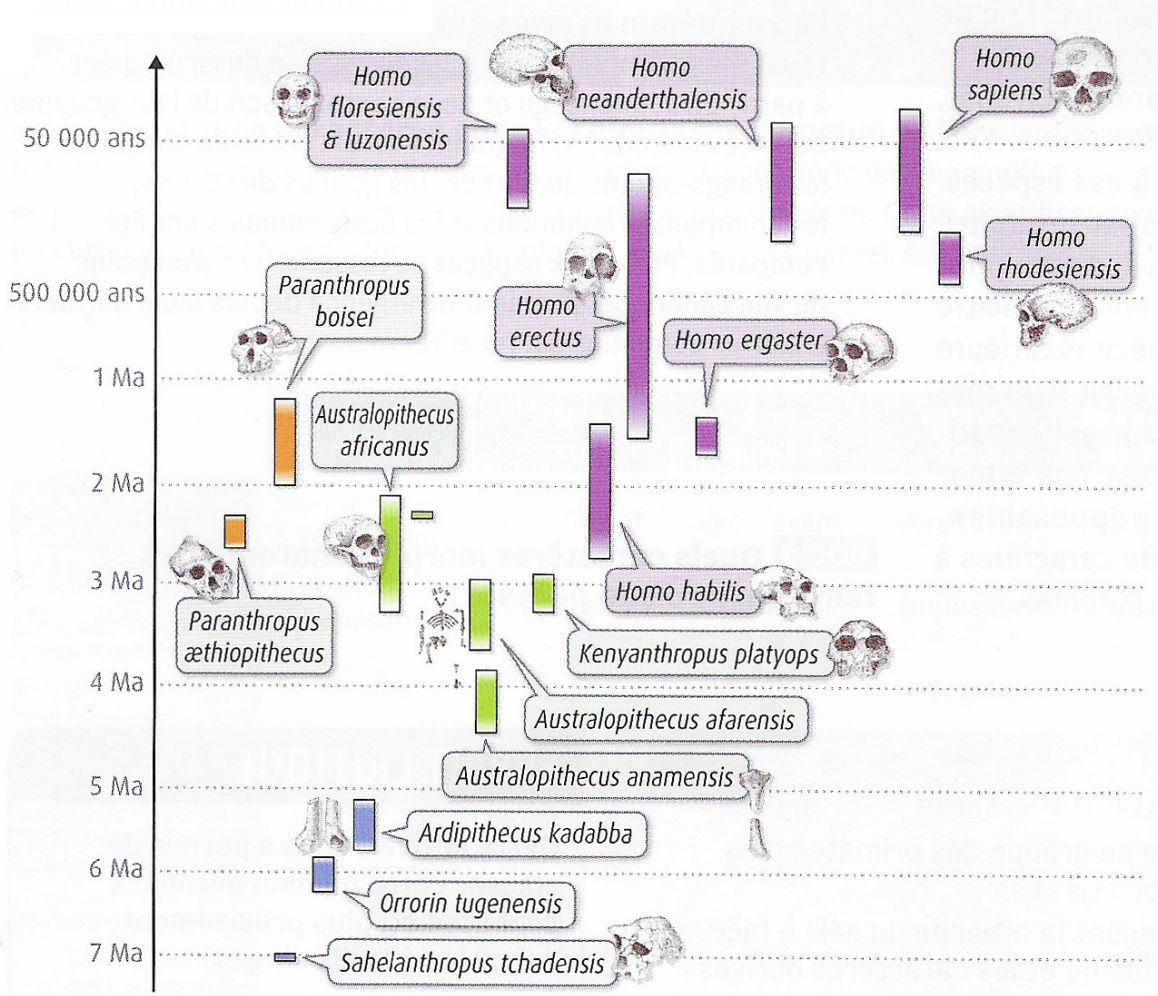 Homo
floresiensis
& luzonensis
Homo
neanderthalensis
Homo
sapiens
50 000 ans
Homo
rhodesiensis
Paranthropus
boisei
500 000 ans
Homo
erectus
Homo ergaster
1 Ma
Australopithecus
africanus
2 Ma
3 Ma
Homo habilis
Paranthropus
æthiopithecus
Kenyanthropus platyops
4 Ma
Australopithecus afarensis
Australopithecus anamensis
5 Ma
Ardipithecus kadabba
6 Ma
Orrorin tugenensis
7 Ma
Sahelanthropus tchadensis